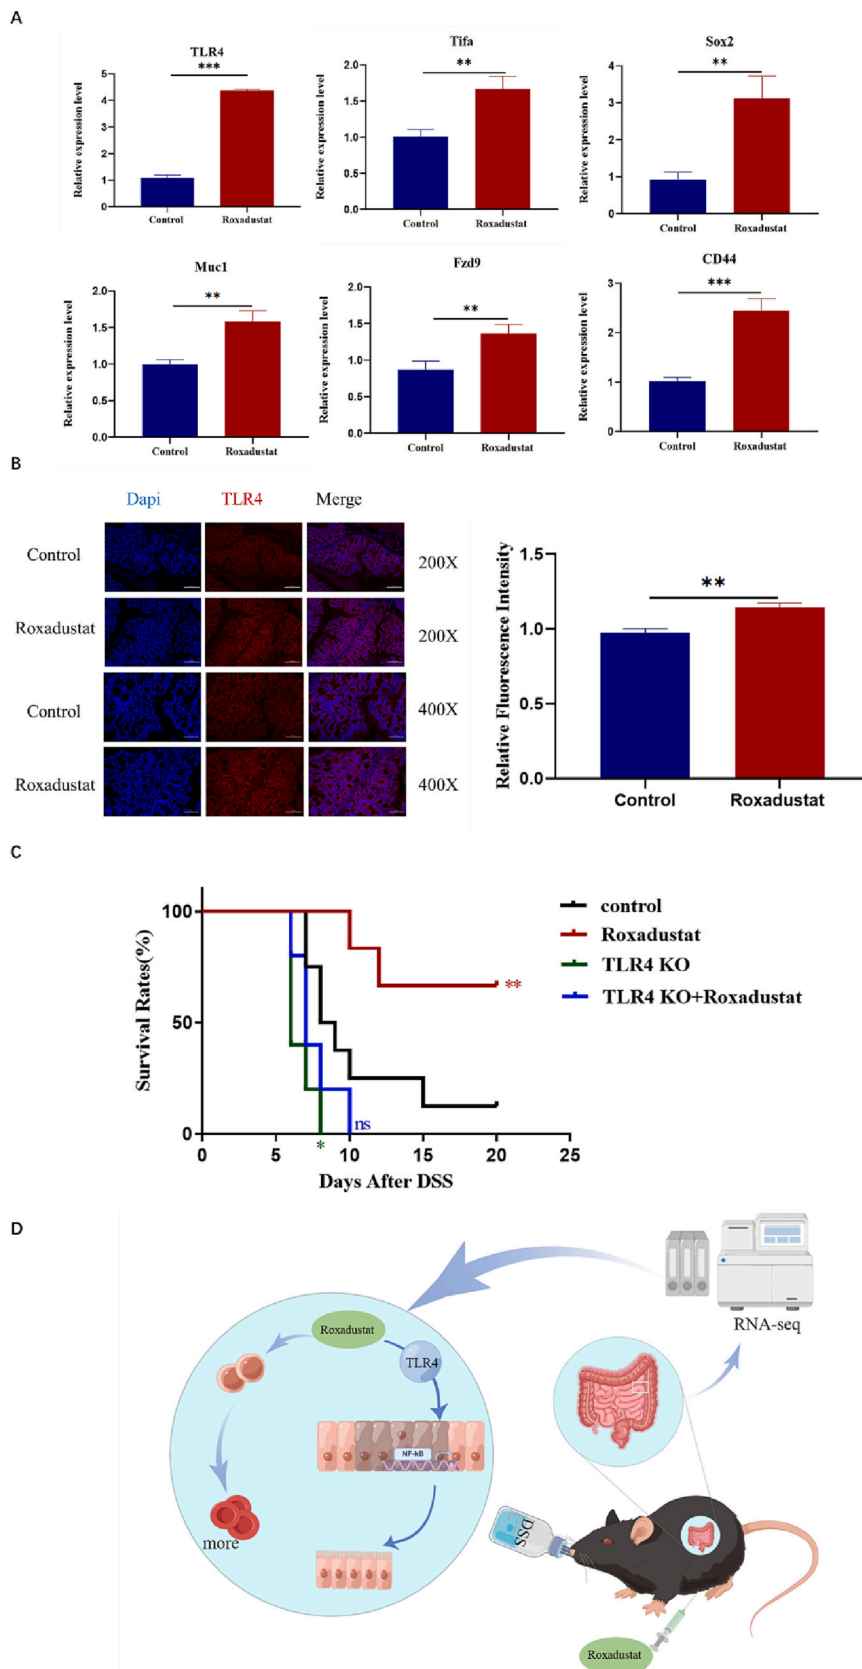 A
TLR4
***
Relative expression level
5
4
3
2
1
0
Control
Roxadustat
Tifa
**
Relative expression level
2.0
1.5
1.0
0.5
0.0
Control
Roxadustat
Sox2
**
Relative expression level
4
3
2
1
0
Control
Roxadustat
Muc1
**
Relative expression level
2.0
1.5
1.0
0.5
0.0
Control
Roxadustat
Fzd9
**
Relative expression level
2.0
1.5
1.0
0.5
0.0
Control
Roxadustat
CD44
***
Relative expression level
3
2
1
0
Control
Roxadustat
B
Dapi
TLR4
Merge
Control
200X
Roxadustat
200X
Control
400X
Roxadustat
400X
Relative Fluorescence Intensity
1.5
1.0
0.5
0.0
**
Control
Roxadustat
C
Survival Rates(%)
100
50
0
0
5
10
15
20
25
Days After DSS
**
*
ns
control
Roxadustat
TLR4 KO
TLR4 KO+Roxadustat
D
RNA-seq
Roxadustat
TLR4
NF-kB
more
DSS
Roxadustat